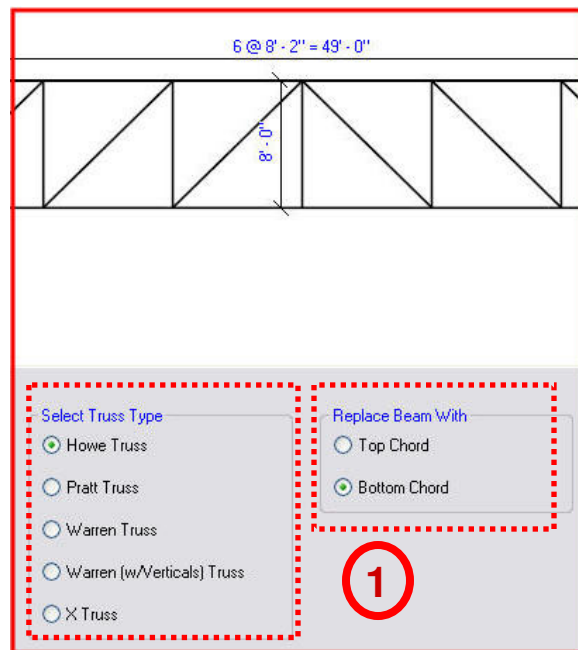 6 @ 8' - 2" = 49' - 0"
8' - 0"
Select Truss Type
Howe Truss
Pratt Truss
Warren Truss
Warren (w/Verticals) Truss
X Truss
Replace Beam With
Top Chord
Bottom Chord
1